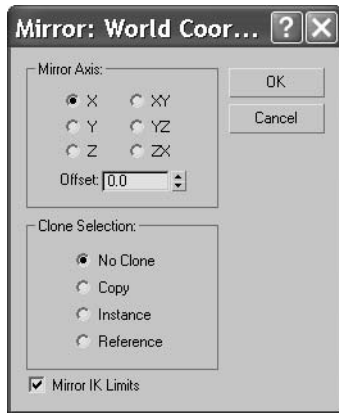 Mirror: World Coor...
Mirror Axis:
X XY
Y YZ
Z ZX
Offset: 0.0
OK
Cancel
Clone Selection:
No Clone
Copy
Instance
Reference
Mirror IK Limits